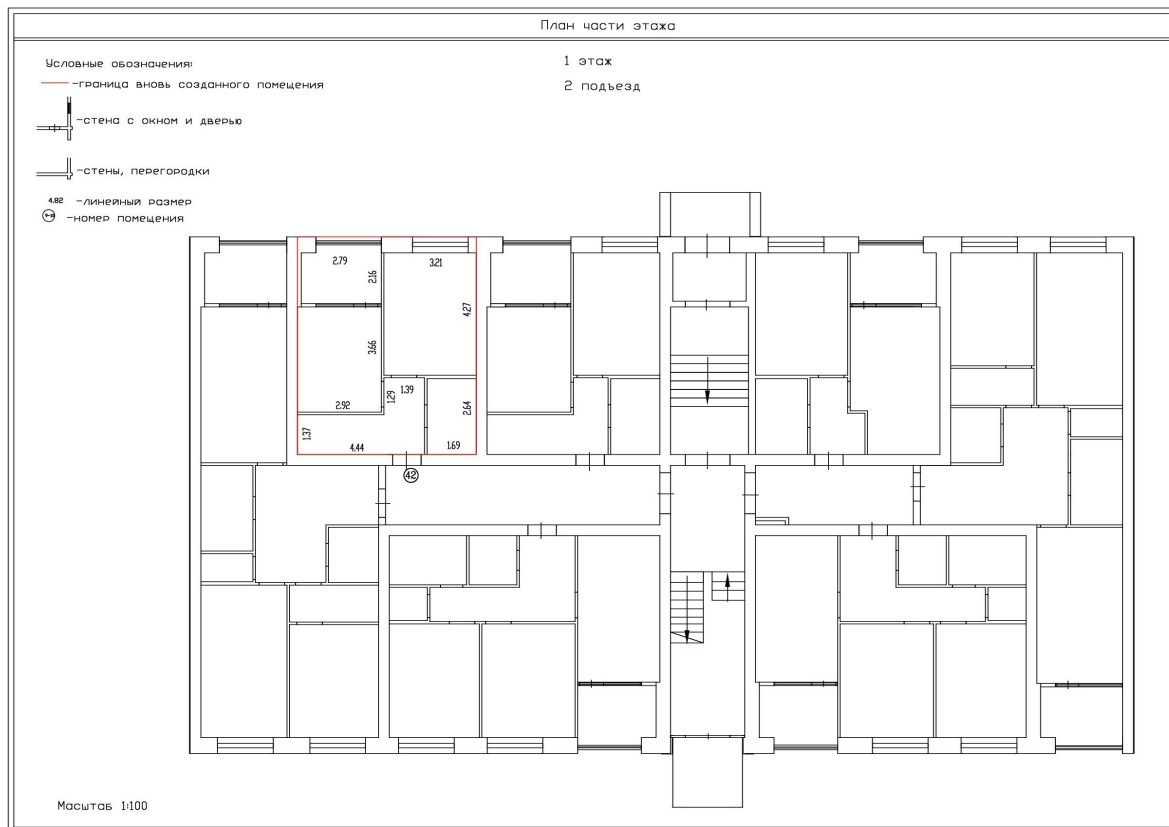 План части этажа
Условные обозначения:
-граница вновь созданного помещения
-стена с окном и дверью
-стены, перегородки
4.82 -линейный размер
-номер помещения
1 этаж
2 подъезд
2.79
2.16
3.21
4.27
3.66
2.92
1.29
1.39
2.64
1.37
4.44
1.69
42
Масштаб 1:100